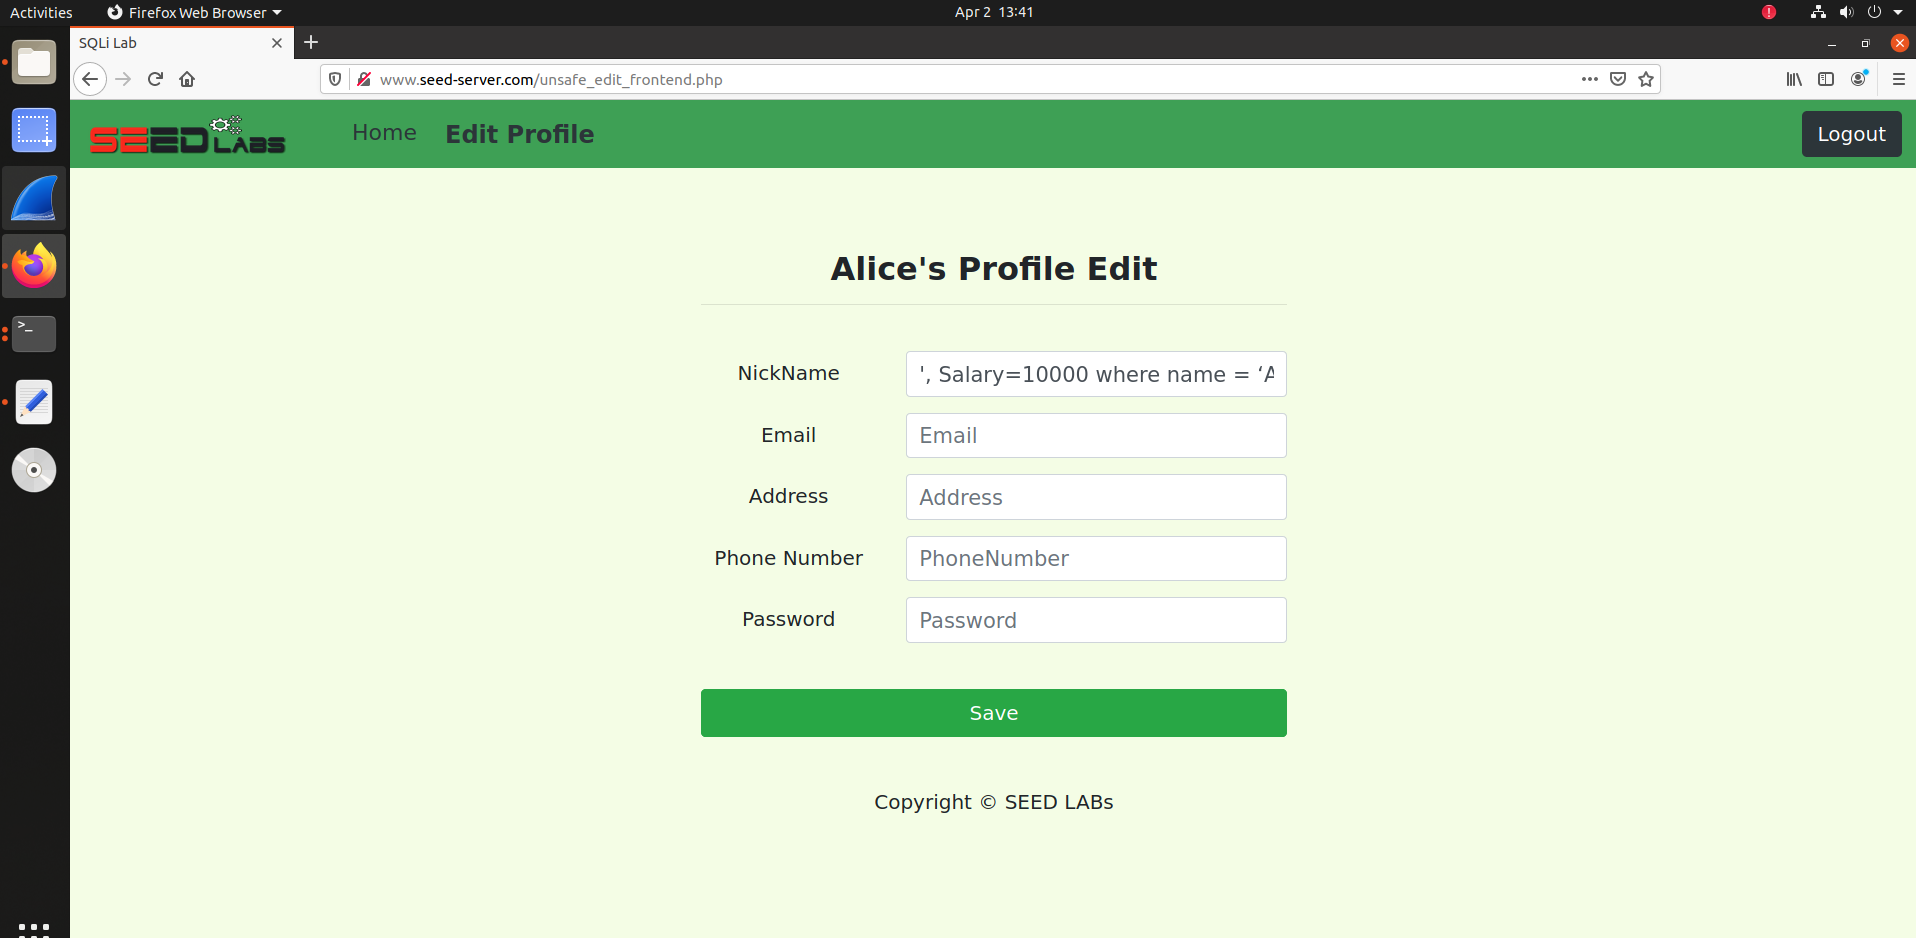 Activities Firefox Web Browser Apr 2 13:41
SQLi Lab
www.seed-server.com/unsafe_edit_frontend.php
SEED LABS Home Edit Profile Logout
Alice's Profile Edit
NickName ', Salary=10000 where name = ‘A
Email Email
Address Address
Phone Number PhoneNumber
Password Password
Save
Copyright © SEED LABs